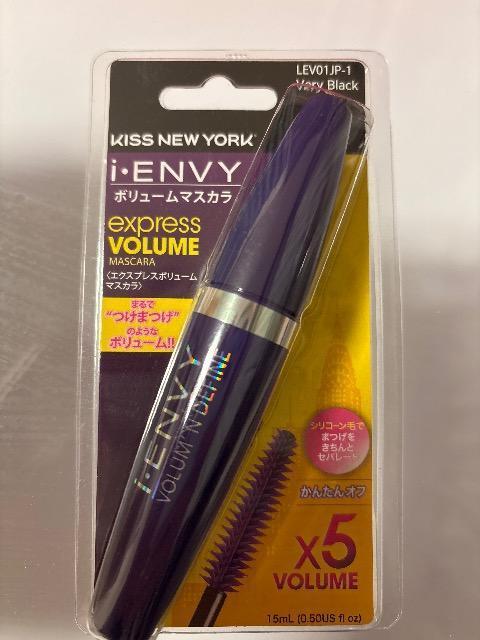 LEV01JP-1
Very Black
KISS NEW YORK®
i·ENVY
ボリュームマスカラ
express
VOLUME
MASCARA
〈エクスプレスボリューム
マスカラ〉
まるで
"つけまつげ"
のような
ボリューム!!
i·ENVY
VOLUM'N DEFINE
シリコーン毛で
まつげを
きちんと
セパレート
かんたんオフ
x5
VOLUME
15mL (0.50US fl oz)